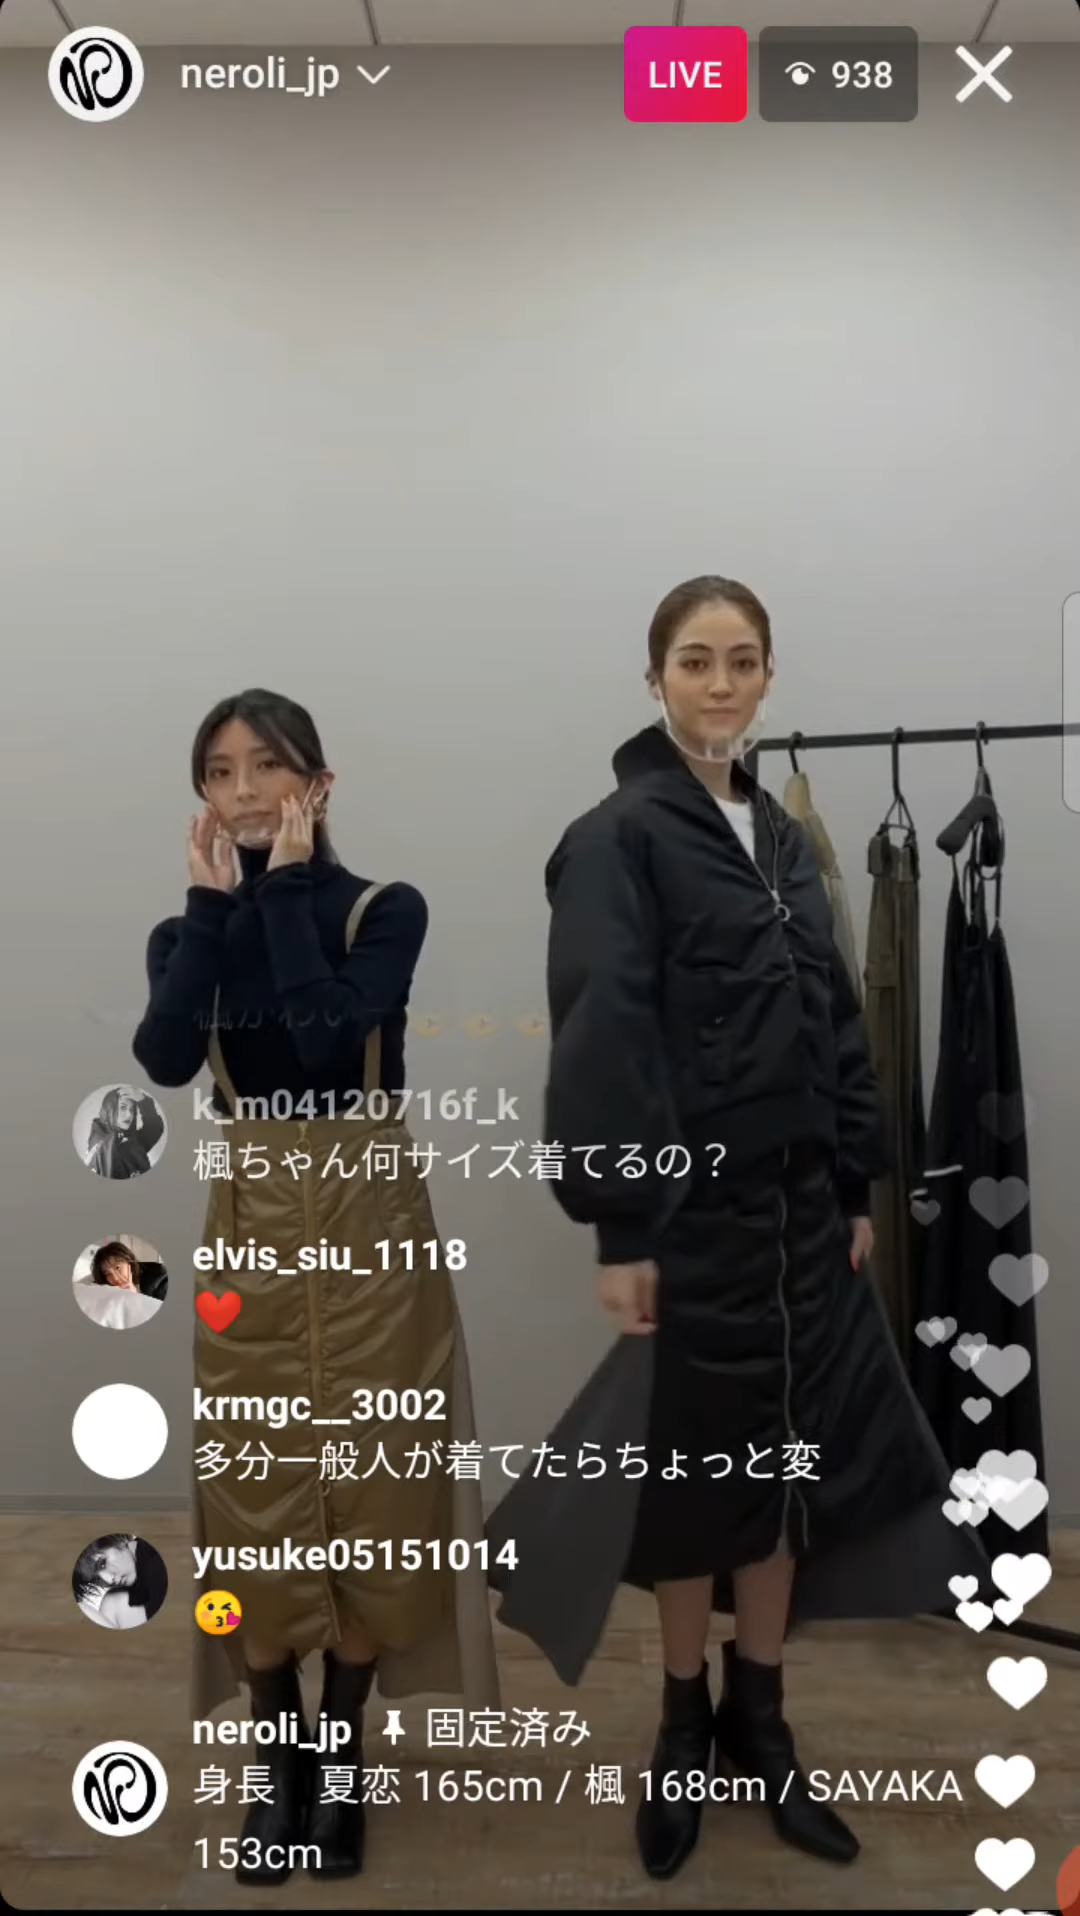 neroli_jp
LIVE
938
k_m04120716f_k
楓ちゃん何サイズ着てるの？
elvis_siu_1118
❤️
krmgc__3002
多分一般人が着てたらちょっと変
yusuke05151014
😘
neroli_jp 📌 固定済み
身長　夏恋 165cm / 楓 168cm / SAYAKA
153cm